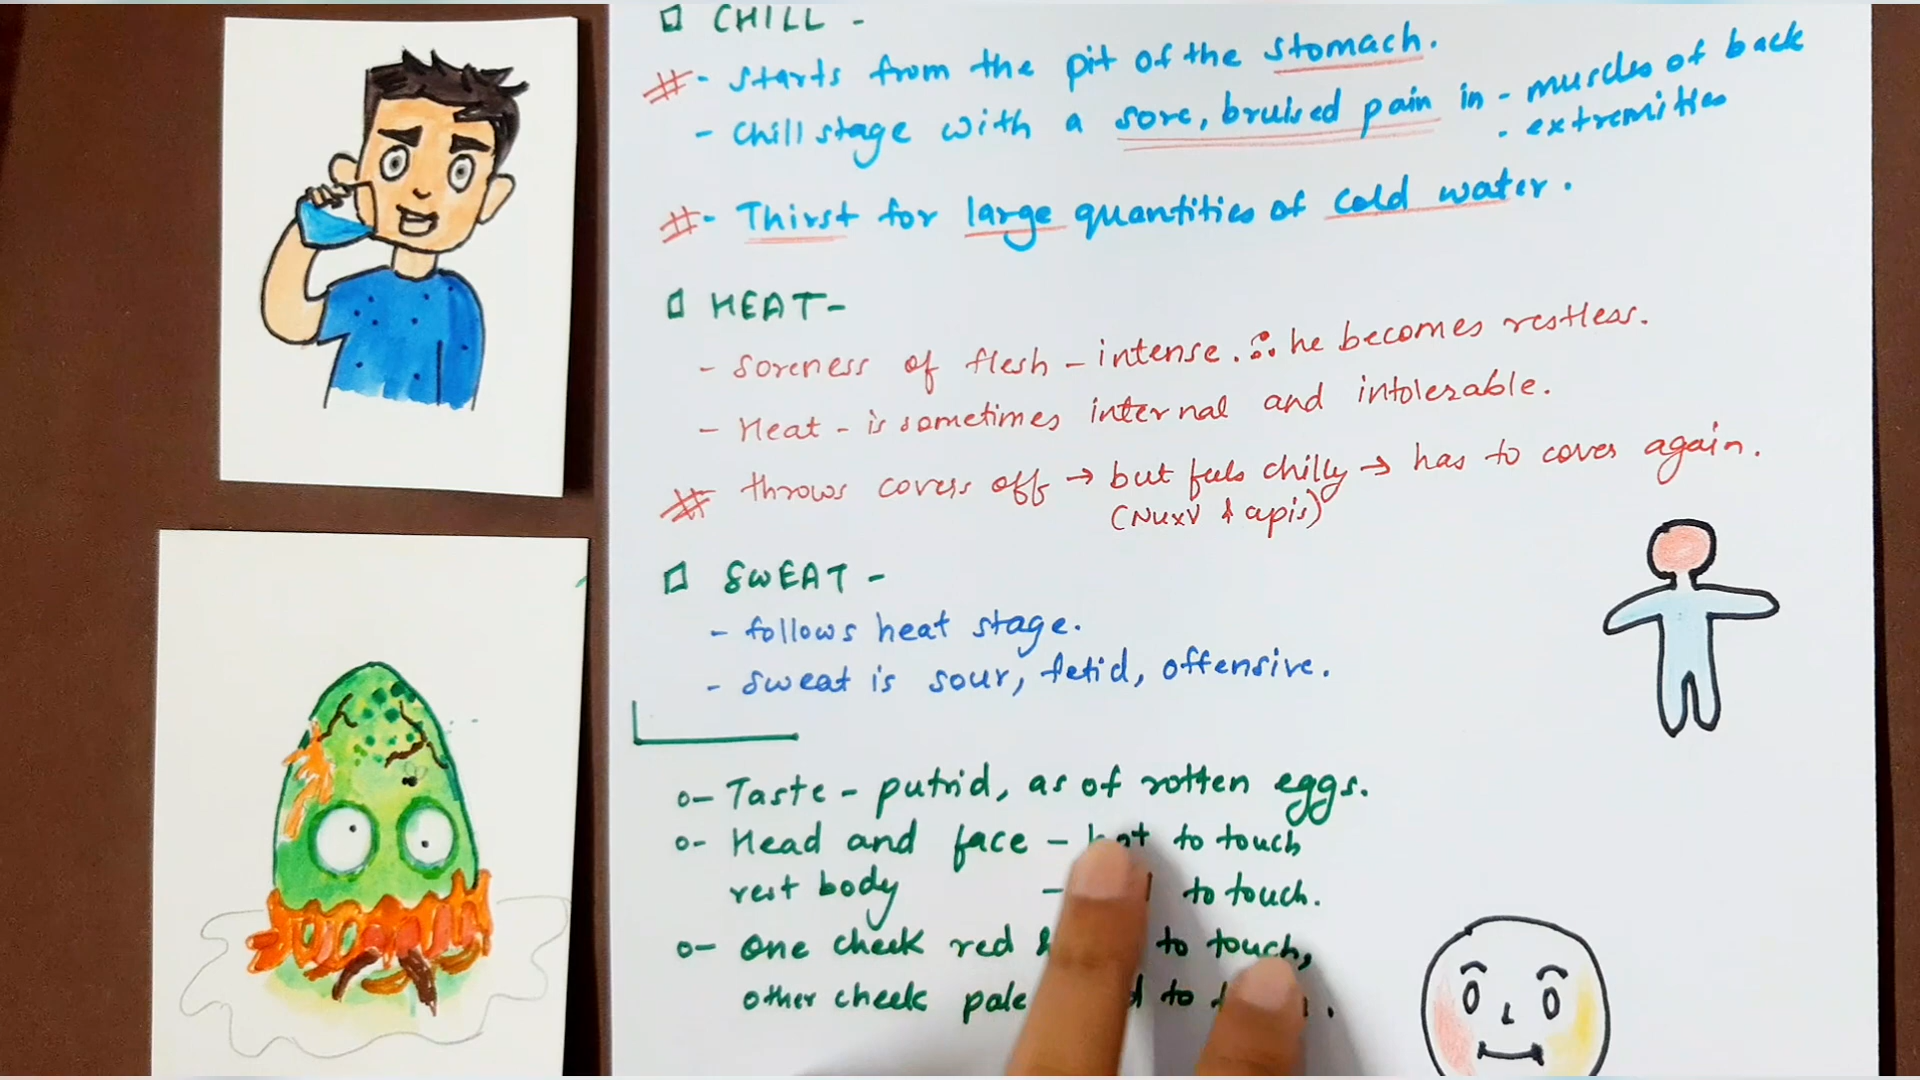 CHILL -
# - starts from the pit of the stomach.
- chill stage with a sore, bruised pain in - muscles of back
- extremities
# - Thirst for large quantities of cold water.
HEAT -
- soreness of flesh - intense. ∴ he becomes restless.
- Heat - is sometimes internal and intolerable.
# throws covers off → but feels chilly → has to cover again.
(NuxV & apis)
SWEAT -
- follows heat stage.
- sweat is sour, fetid, offensive.
o- Taste - putrid, as of rotten eggs.
o- Head and face - hot to touch
rest body - to touch.
o- One cheek red & to touch,
other cheek pale to